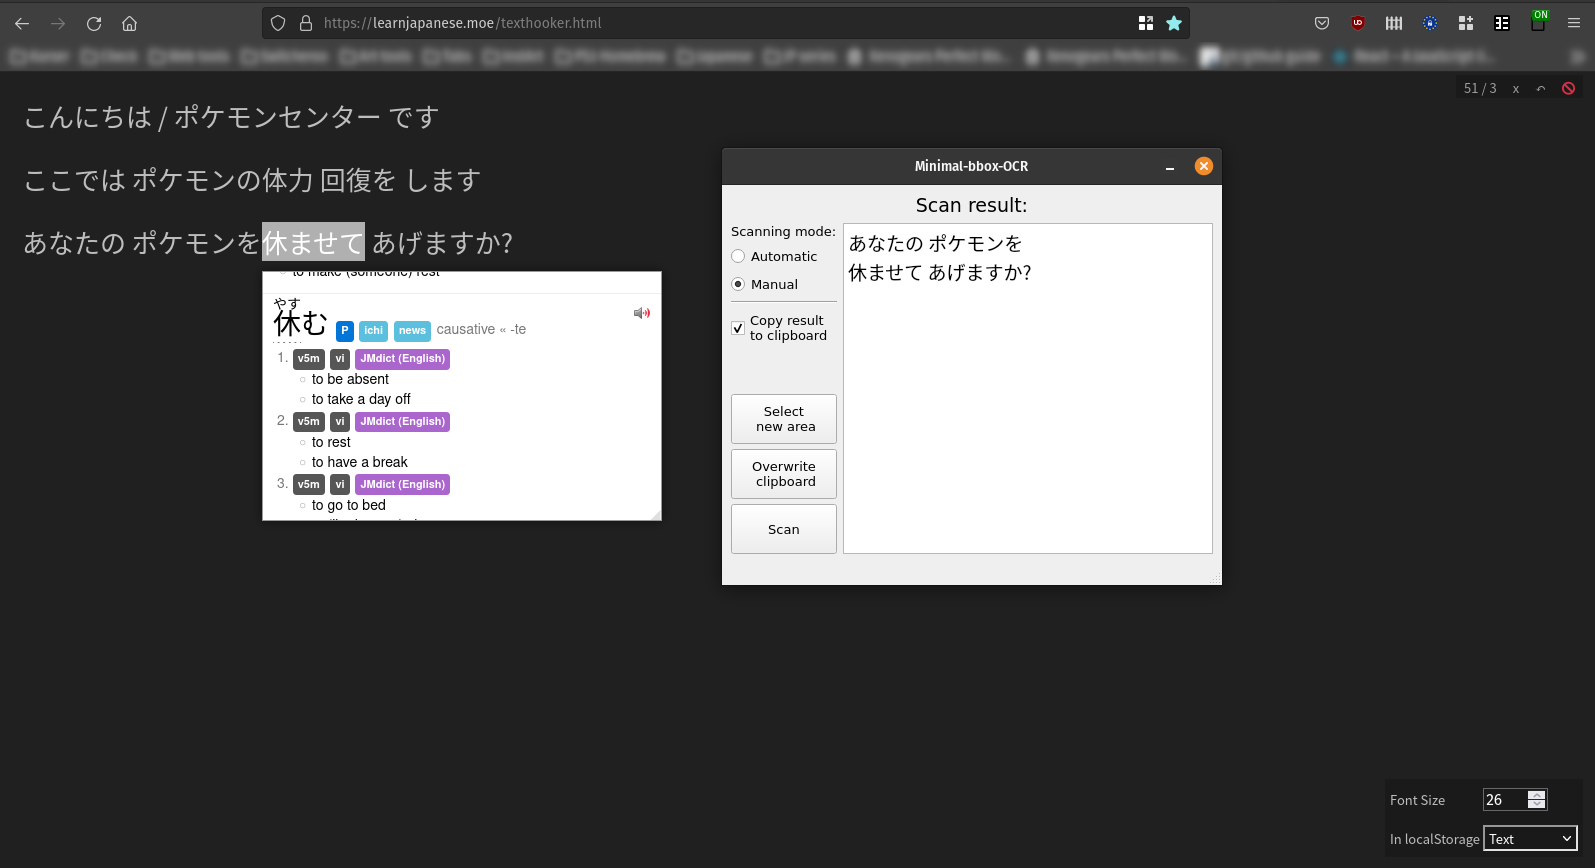 https://learnjapanese.moe/texthooker.html
ON
51 / 3 x
こんにちは / ポケモンセンター です
ここでは ポケモンの体力 回復を します
あなたの ポケモンを休ませて あげますか?
to make (someone) rest
やす
休む P ichi news causative « -te
1. v5m vi JMdict (English)
to be absent
to take a day off
2. v5m vi JMdict (English)
to rest
to have a break
3. v5m vi JMdict (English)
to go to bed
Minimal-bbox-OCR
Scan result:
Scanning mode:
Automatic
Manual
Copy result
to clipboard
Select
new area
Overwrite
clipboard
Scan
あなたの ポケモンを
休ませて あげますか?
Font Size 26
In localStorage Text